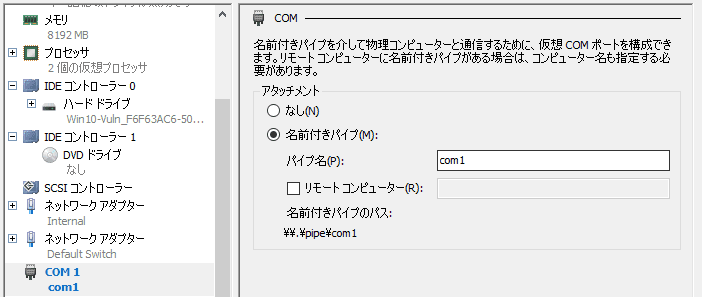 メモリ
8192 MB
プロセッサ
2 個の仮想プロセッサ
IDE コントローラー 0
ハード ドライブ
Win10-Vuln_F6F63AC6-50...
IDE コントローラー 1
DVD ドライブ
なし
SCSI コントローラー
ネットワーク アダプター
Internal
ネットワーク アダプター
Default Switch
COM 1
com1
COM
名前付きパイプを介して物理コンピューターと通信するために、仮想 COM ポートを構成でき
ます。リモート コンピューターに名前付きパイプがある場合は、コンピューター名も指定する必
要があります。
アタッチメント
なし(N)
名前付きパイプ(M):
パイプ名(P):
com1
リモート コンピューター(R):
名前付きパイプのパス:
¥¥.¥pipe¥com1